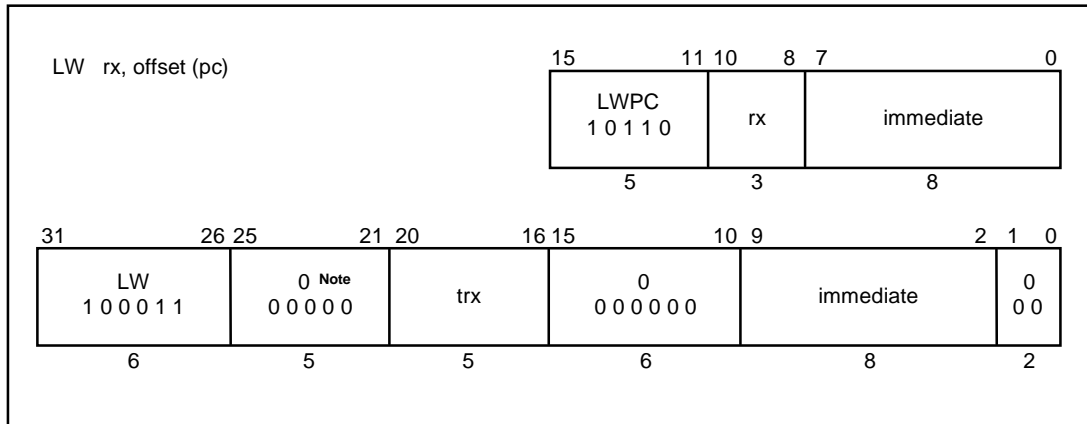 LW rx, offset (pc)
15 11 10 8 7 0
LWPC rx immediate
1 0 1 1 0
5 3 8
31 26 25 21 20 16 15 10 9 2 1 0
LW 0 Note trx 0 immediate 0
1 0 0 0 1 1 0 0 0 0 0 0 0 0 0 0 0 0 0
6 5 5 6 8 2